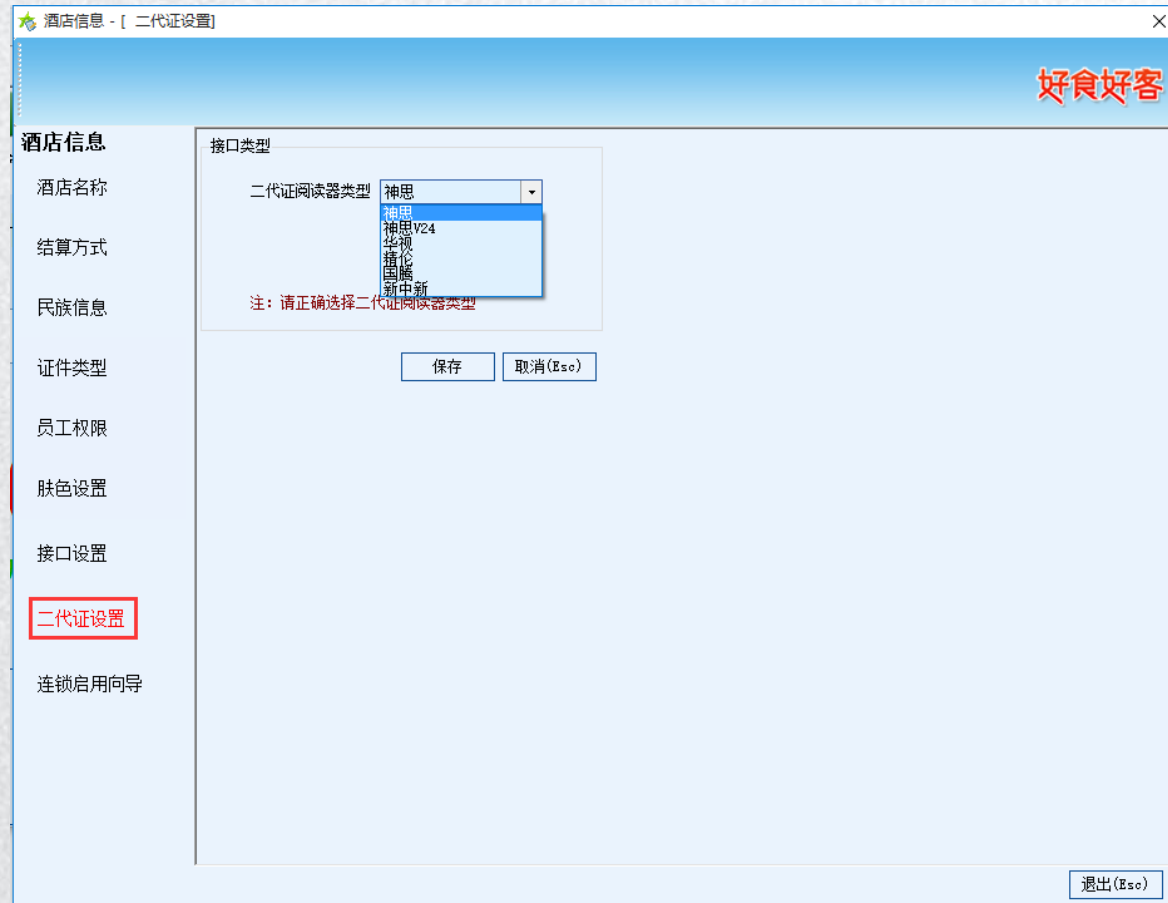 酒店信息 - [ 二代证设置]
好食好客
酒店信息
酒店名称
结算方式
民族信息
证件类型
员工权限
肤色设置
接口设置
二代证设置
连锁启用向导
接口类型
二代证阅读器类型 神思
神思
神思V24
华视
精伦
国腾
新中新
注：请正确选择二代证阅读器类型
保存 取消(Esc)
退出(Esc)